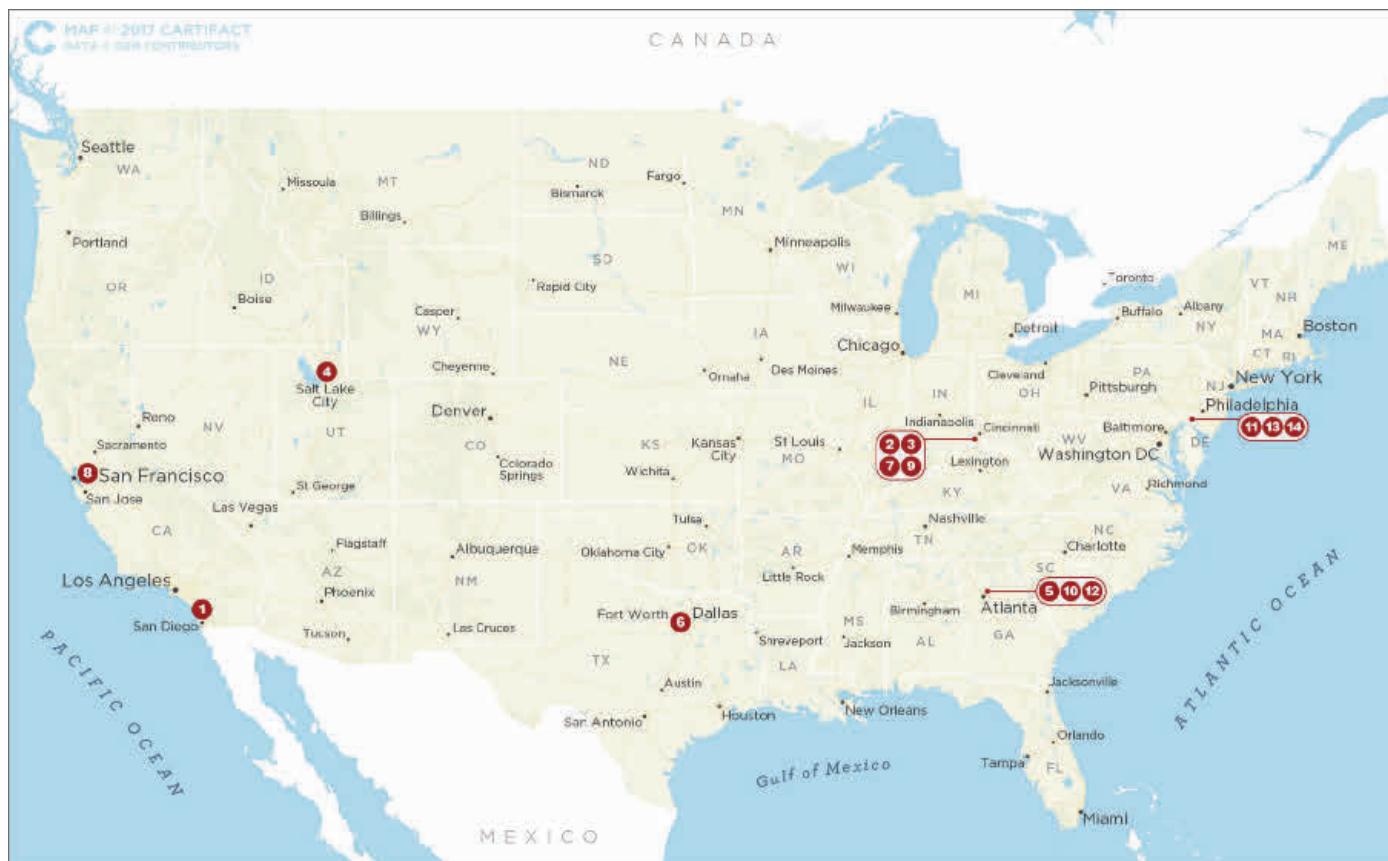 MAP © 2017 CARTIFACT
DATA © OSM CONTRIBUTORS
CANADA
Seattle
WA
Missoula
MT
ND
Bismarck
Fargo
MN
Billings
Portland
Minneapolis
ME
OR
ID
Boise
SD
Rapid City
WI
MI
Toronto
VT
NH
Casper
WY
Milwaukee
Buffalo
Albany
NY
MA
Boston
Detroit
Chicago
CT
RI
IA
Des Moines
Cheyenne
NE
Omaha
Cleveland
PA
Pittsburgh
NJ
New York
4
Salt Lake
City
IL
IN
OH
Philadelphia
Reno
NV
Denver
Indianapolis
Cincinnati
Baltimore
DE
11 13 14
Sacramento
UT
CO
KS
Kansas
City
St Louis
MO
2 3
7 9
WV
Washington DC
Lexington
8
San Francisco
San Jose
Colorado
Springs
Wichita
KY
VA
Richmond
St George
Las Vegas
CA
Tulsa
Nashville
TN
NC
Charlotte
Flagstaff
Albuquerque
Oklahoma City
OK
AR
Memphis
SC
Los Angeles
AZ
Phoenix
NM
Little Rock
5 10 12
Atlanta
1
San Diego
Fort Worth
Dallas
6
Birmingham
MS
AL
GA
Tucson
Las Cruces
Shreveport
Jackson
TX
LA
Austin
Jacksonville
San Antonio
Houston
New Orleans
Orlando
Tampa
FL
Miami
PACIFIC OCEAN
Gulf of Mexico
ATLANTIC OCEAN
MEXICO